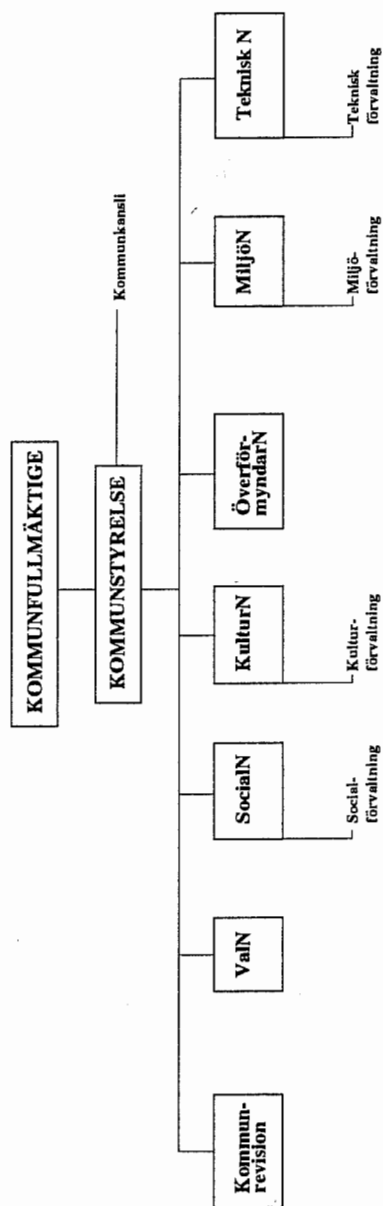 KOMMUNFULLMÄKTIGE
KOMMUNSTYRELSE
Kommunkansli
Kommun-
revision
ValN
SocialN
KulturN
Överför-
myndarN
MiljöN
Teknisk N
Social-
förvaltning
Kultur-
förvaltning
Miljö-
förvaltning
Teknisk
förvaltning